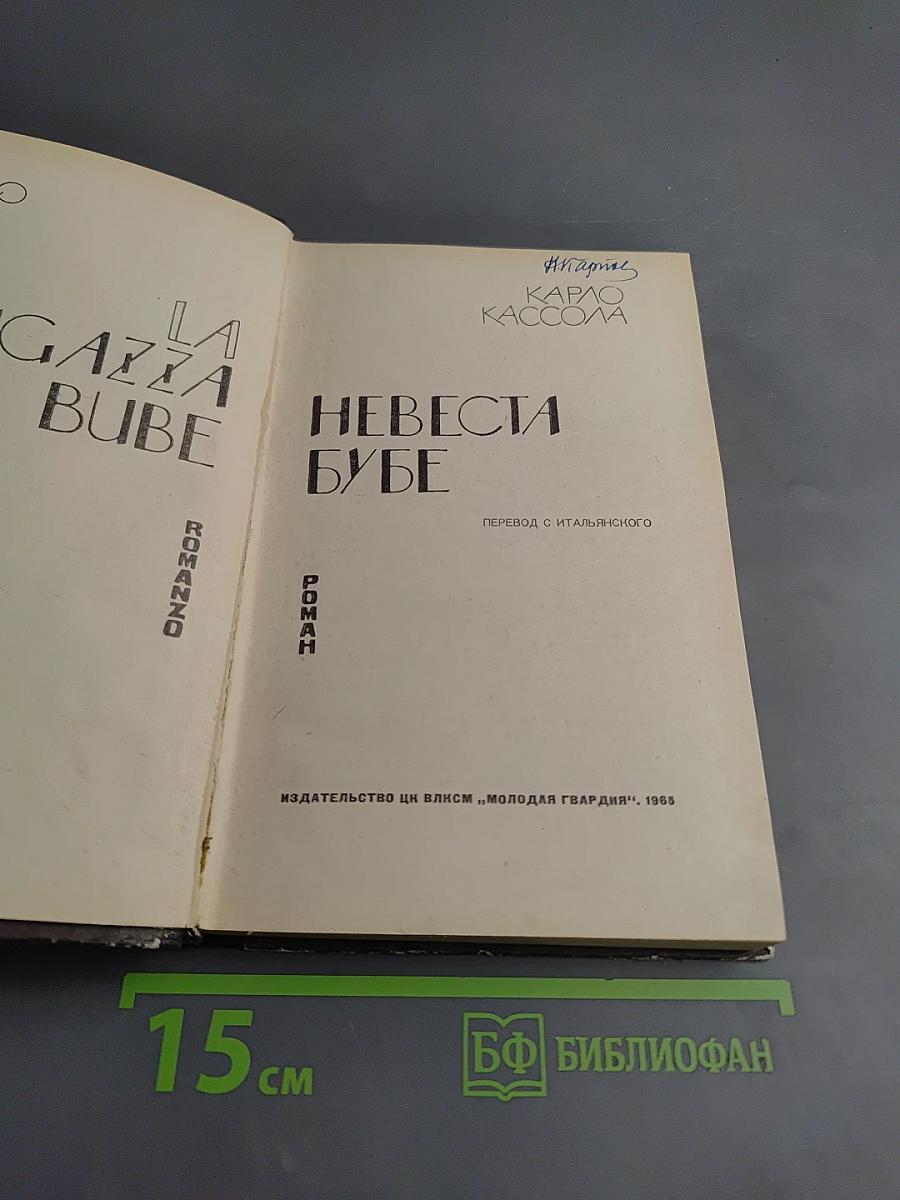 О
LA
GAZZA
BUBE
ROMANZO
КАРЛО
КАССОЛА
НЕВЕСТА
БУБЕ
ПЕРЕВОД С ИТАЛЬЯНСКОГО
РОМАН
ИЗДАТЕЛЬСТВО ЦК ВЛКСМ „МОЛОДАЯ ГВАРДИЯ“. 1965
15 см
БФ БИБЛИОФАН